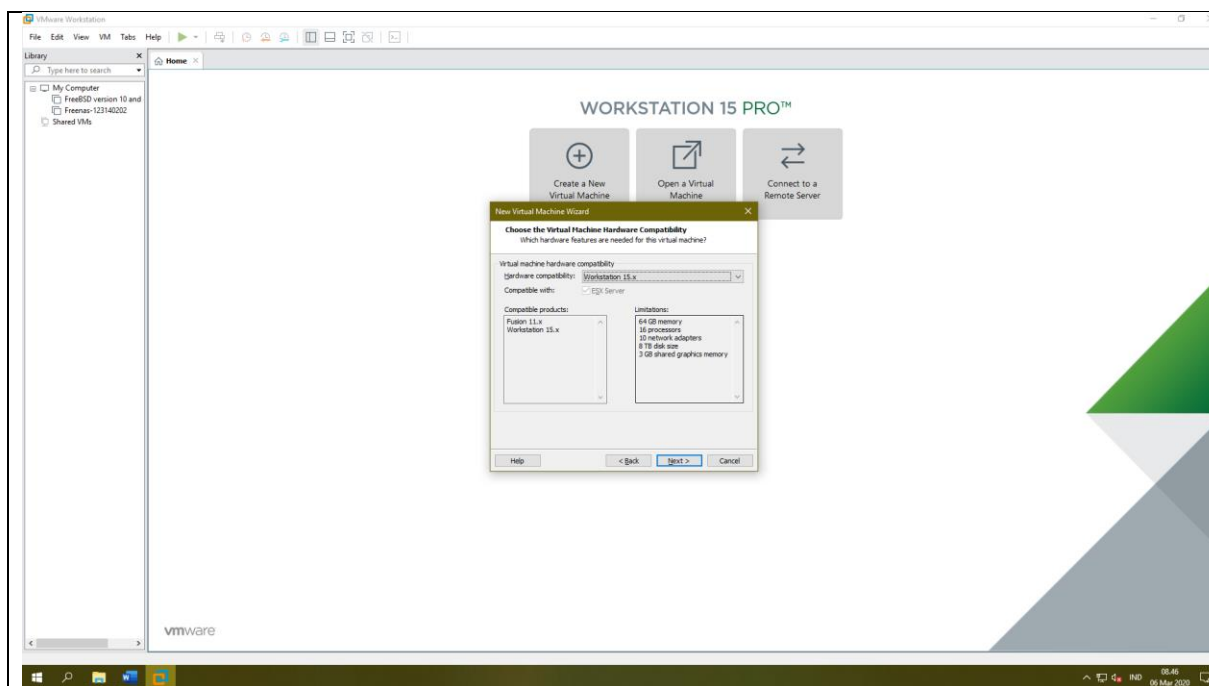 VMware Workstation
File Edit View VM Tabs Help
Library
Type here to search
My Computer
FreeBSD version 10 and
Freenas-123140202
Shared VMs
Home
WORKSTATION 15 PRO™
Create a New
Virtual Machine
Open a Virtual
Machine
Connect to a
Remote Server
New Virtual Machine Wizard
Choose the Virtual Machine Hardware Compatibility
Which hardware features are needed for this virtual machine?
Virtual machine hardware compatibility
Hardware compatibility: Workstation 15.x
Compatible with: ESX Server
Compatible products:
Fusion 11.x
Workstation 15.x
Limitations:
64 GB memory
16 processors
10 network adapters
8 TB disk size
3 GB shared graphics memory
Help
< Back
Next >
Cancel
vmware
IND
08.46
06 Mar 2020